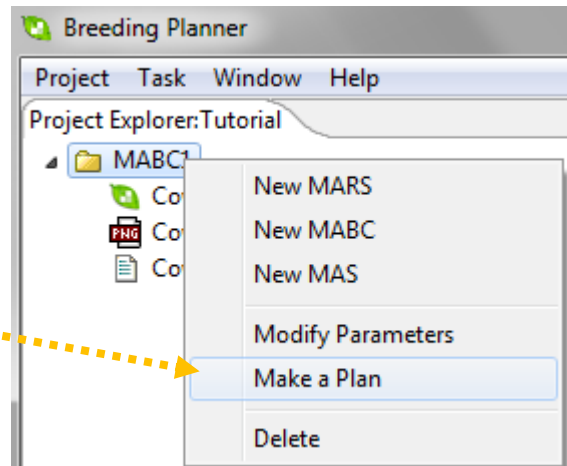 Breeding Planner
Project Task Window Help
Project Explorer:Tutorial
MABC1
New MARS
New MABC
New MAS
Modify Parameters
Make a Plan
Delete
PNG